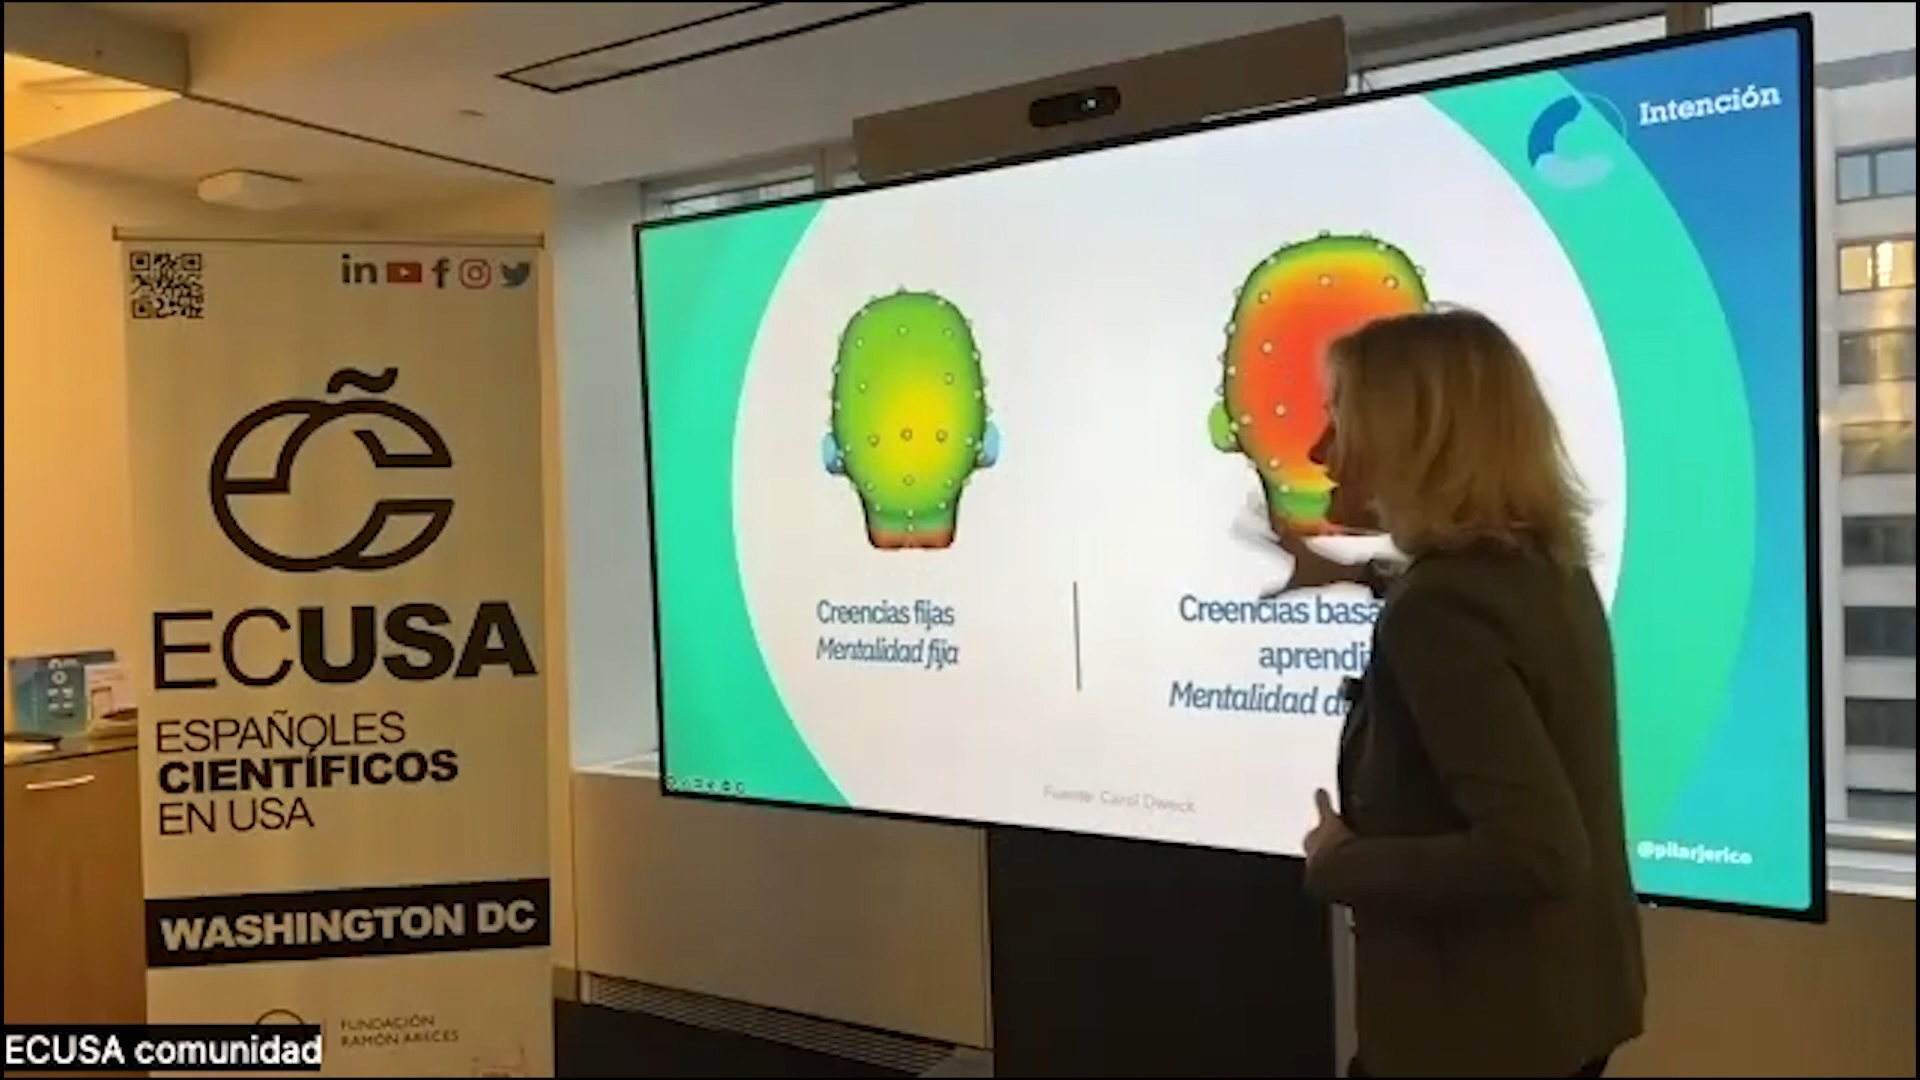 in
ECUSA
ESPAÑOLES
CIENTÍFICOS
EN USA
WASHINGTON DC
FUNDACIÓN
RAMÓN ARECES
ECUSA comunidad
Intención
Creencias fijas
Mentalidad fija
Creencias basa
aprendi
Mentalidad d
Fuente: Carol Dweck
@pilarjerico